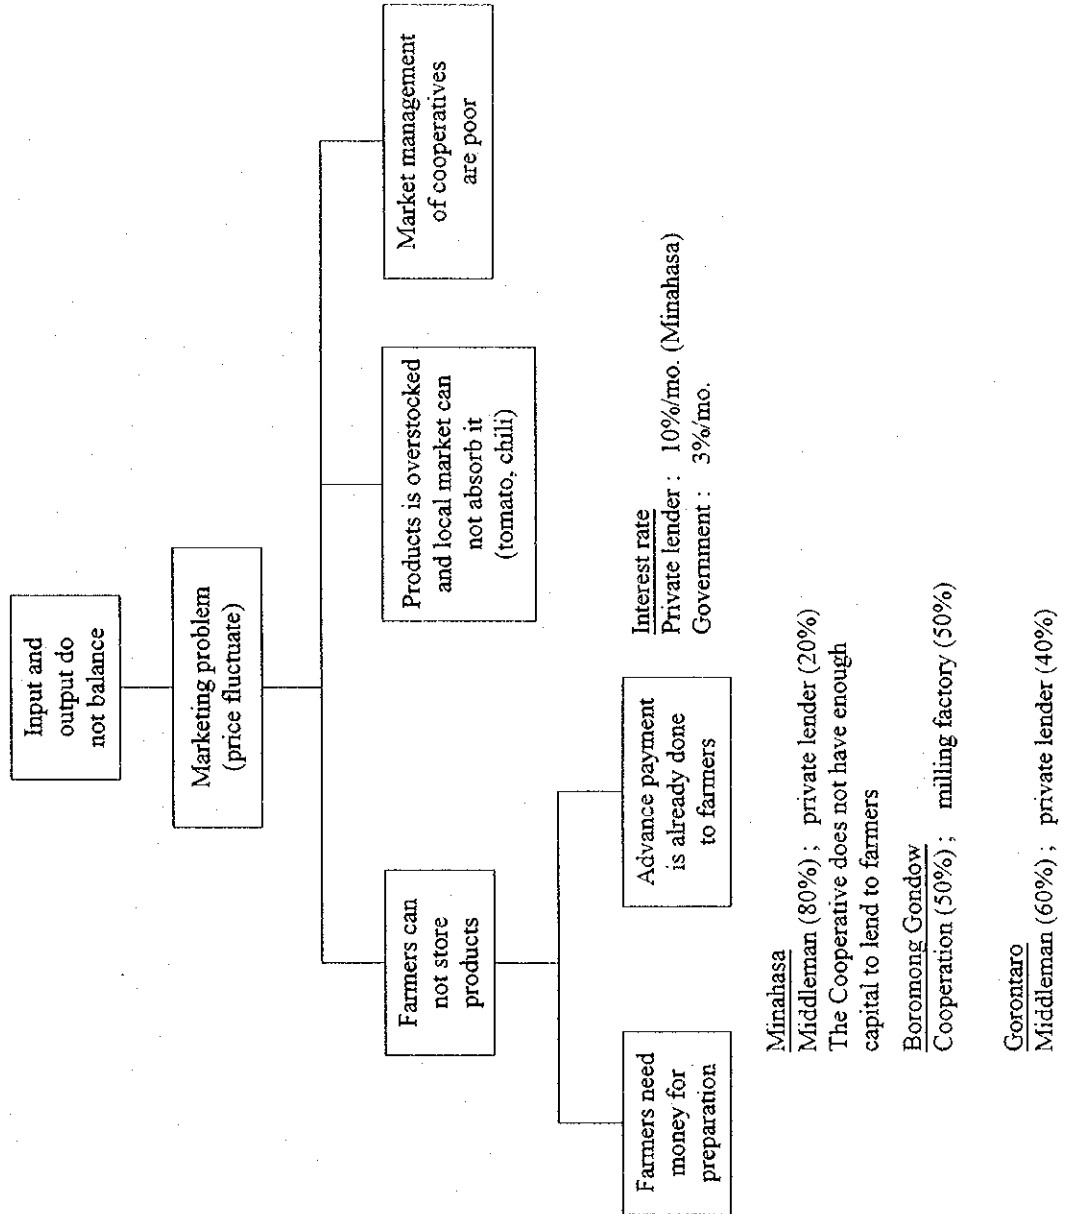 Input and
output do
not balance
Marketing problem
(price fluctuate)
Farmers can
not store
products
Products is overstocked
and local market can
not absorb it
(tomato, chili)
Market management
of cooperatives
are poor
Farmers need
money for
preparation
Advance payment
is already done
to farmers
Interest rate
Private lender : 10%/mo. (Minahasa)
Government : 3%/mo.
Minahasa
Middleman (80%) ; private lender (20%)
The Cooperative does not have enough
capital to lend to farmers
Boromong Gondow
Cooperation (50%) ; milling factory (50%)
Gorontaro
Middleman (60%) ; private lender (40%)